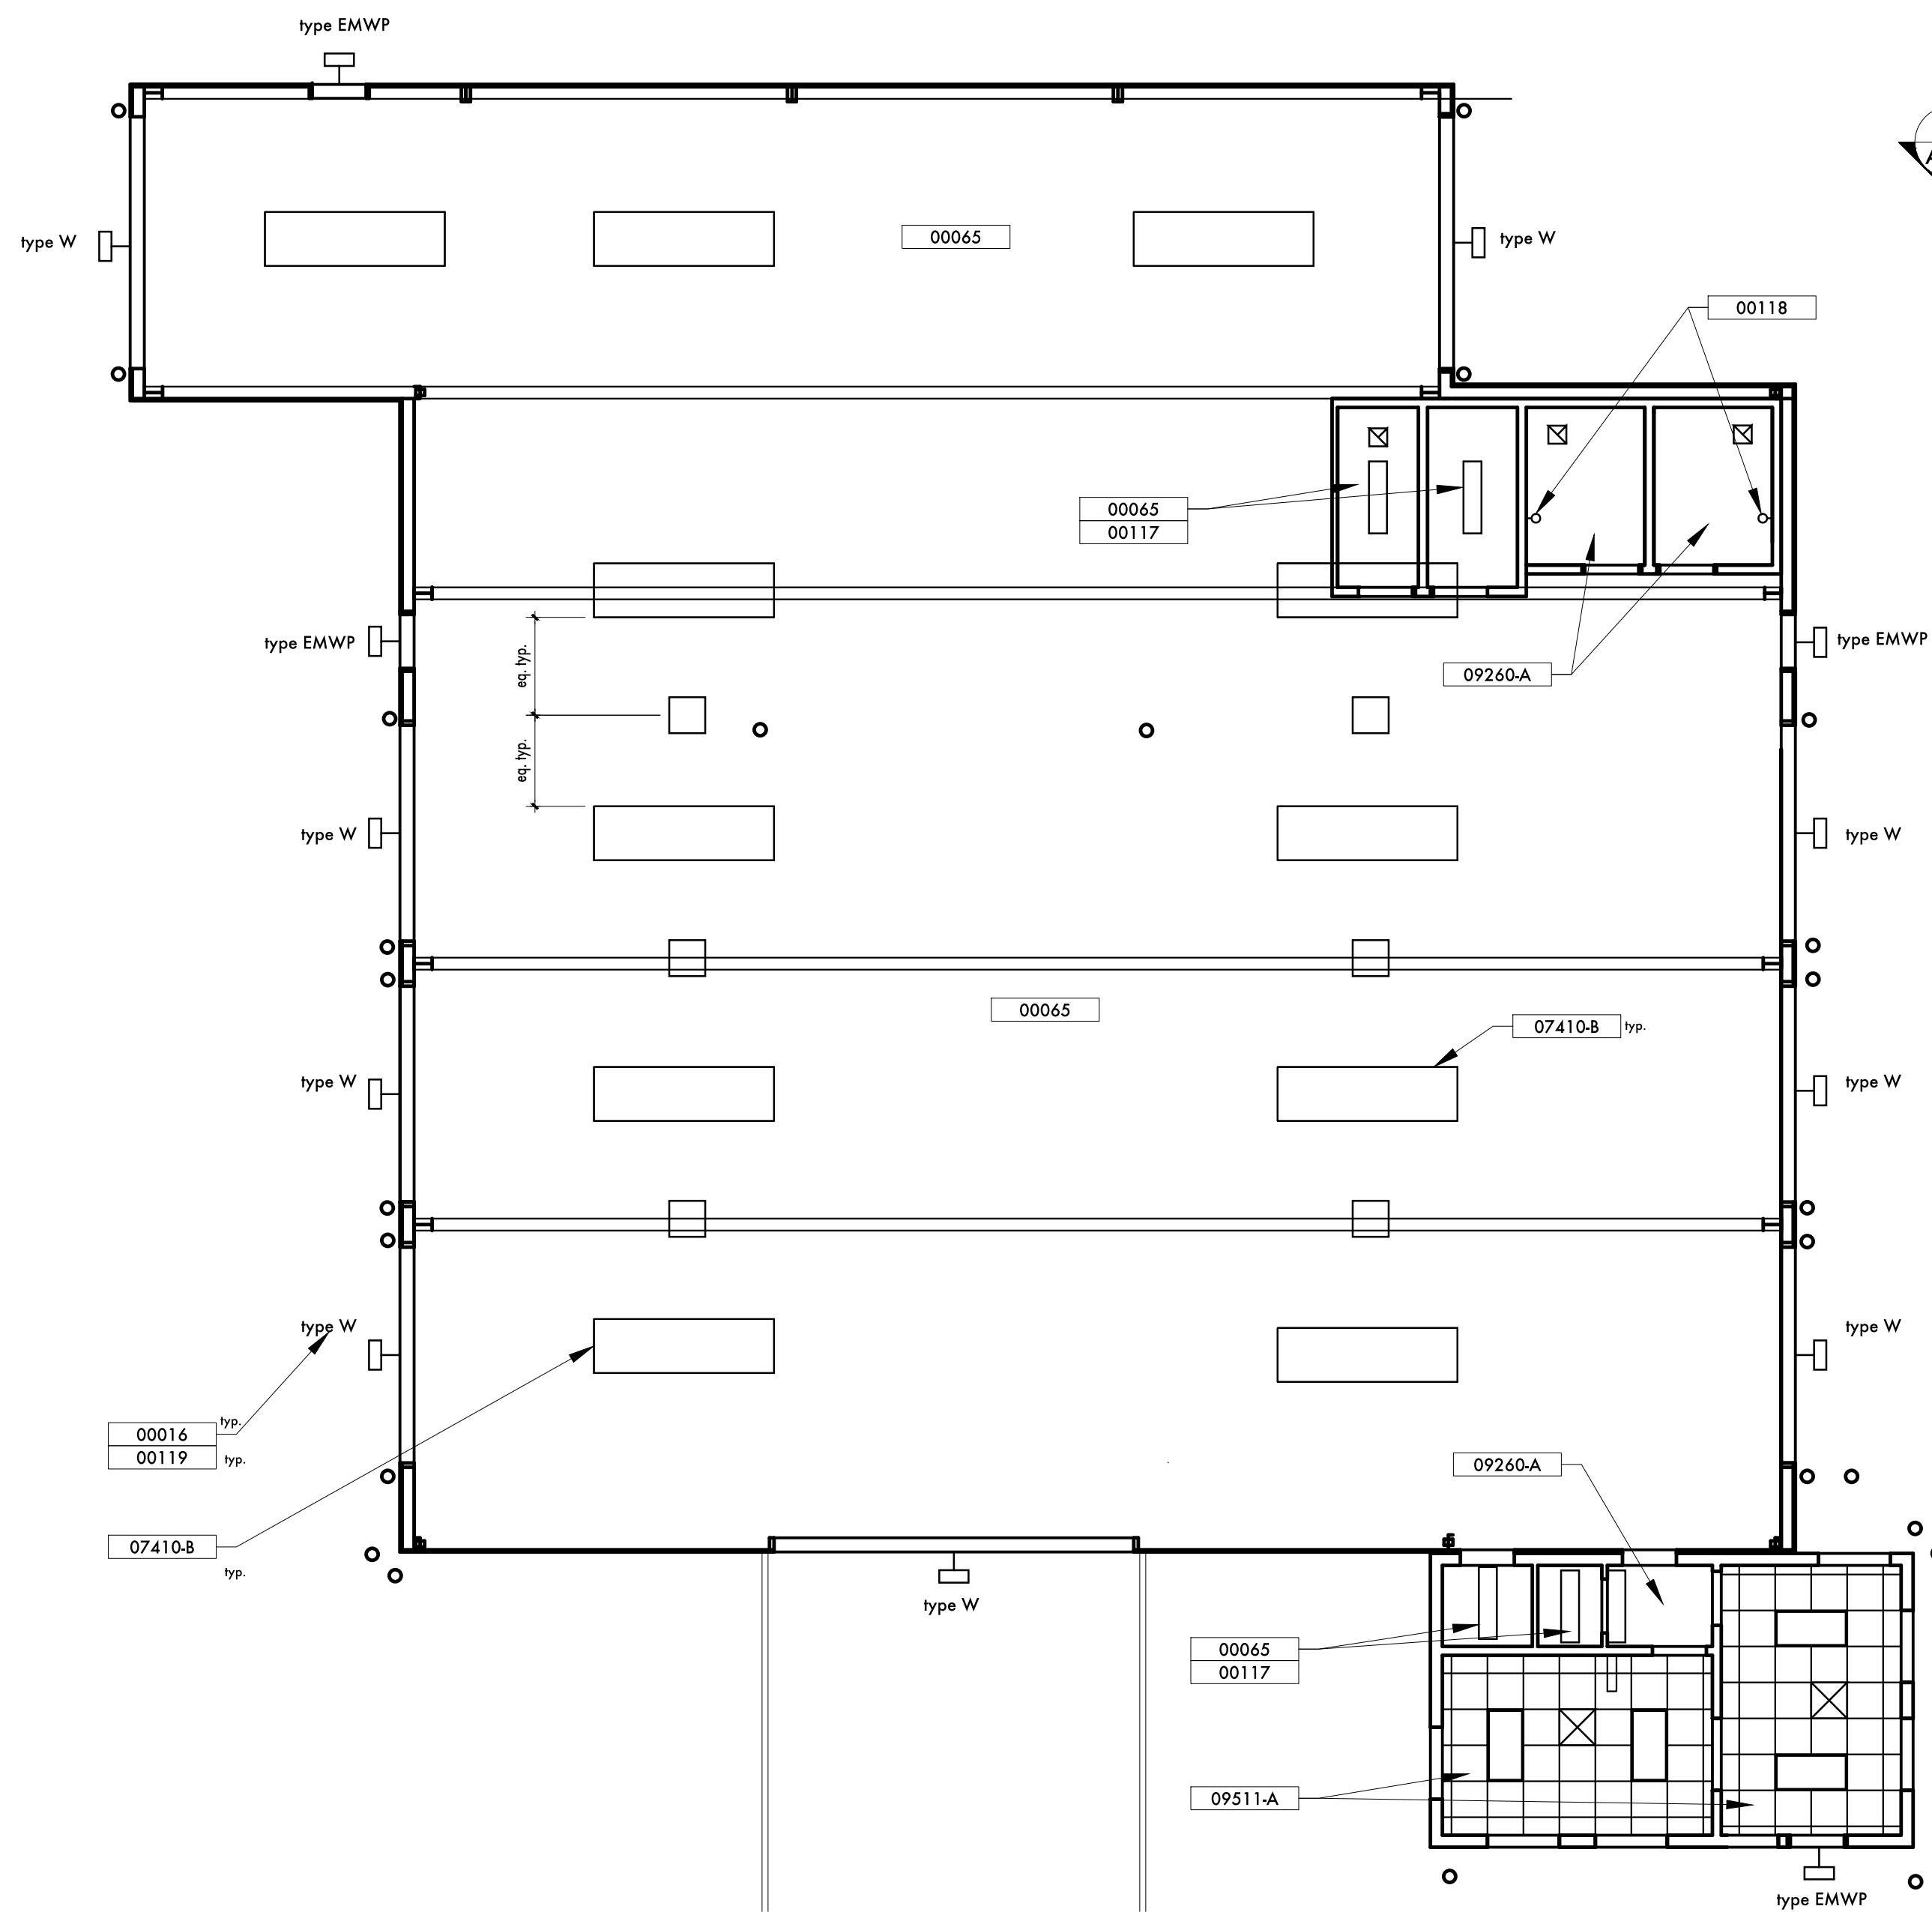 type EMWP
A
type W
00065
type W
00118
00065
00117
type EMWP
eq. typ.
type EMWP
09260-A
eq. typ.
type W
type W
00065
07410-B typ.
type W
type W
type W
type W
00016 typ.
00119 typ.
09260-A
07410-B
typ.
type W
00065
00117
09511-A
type EMWP